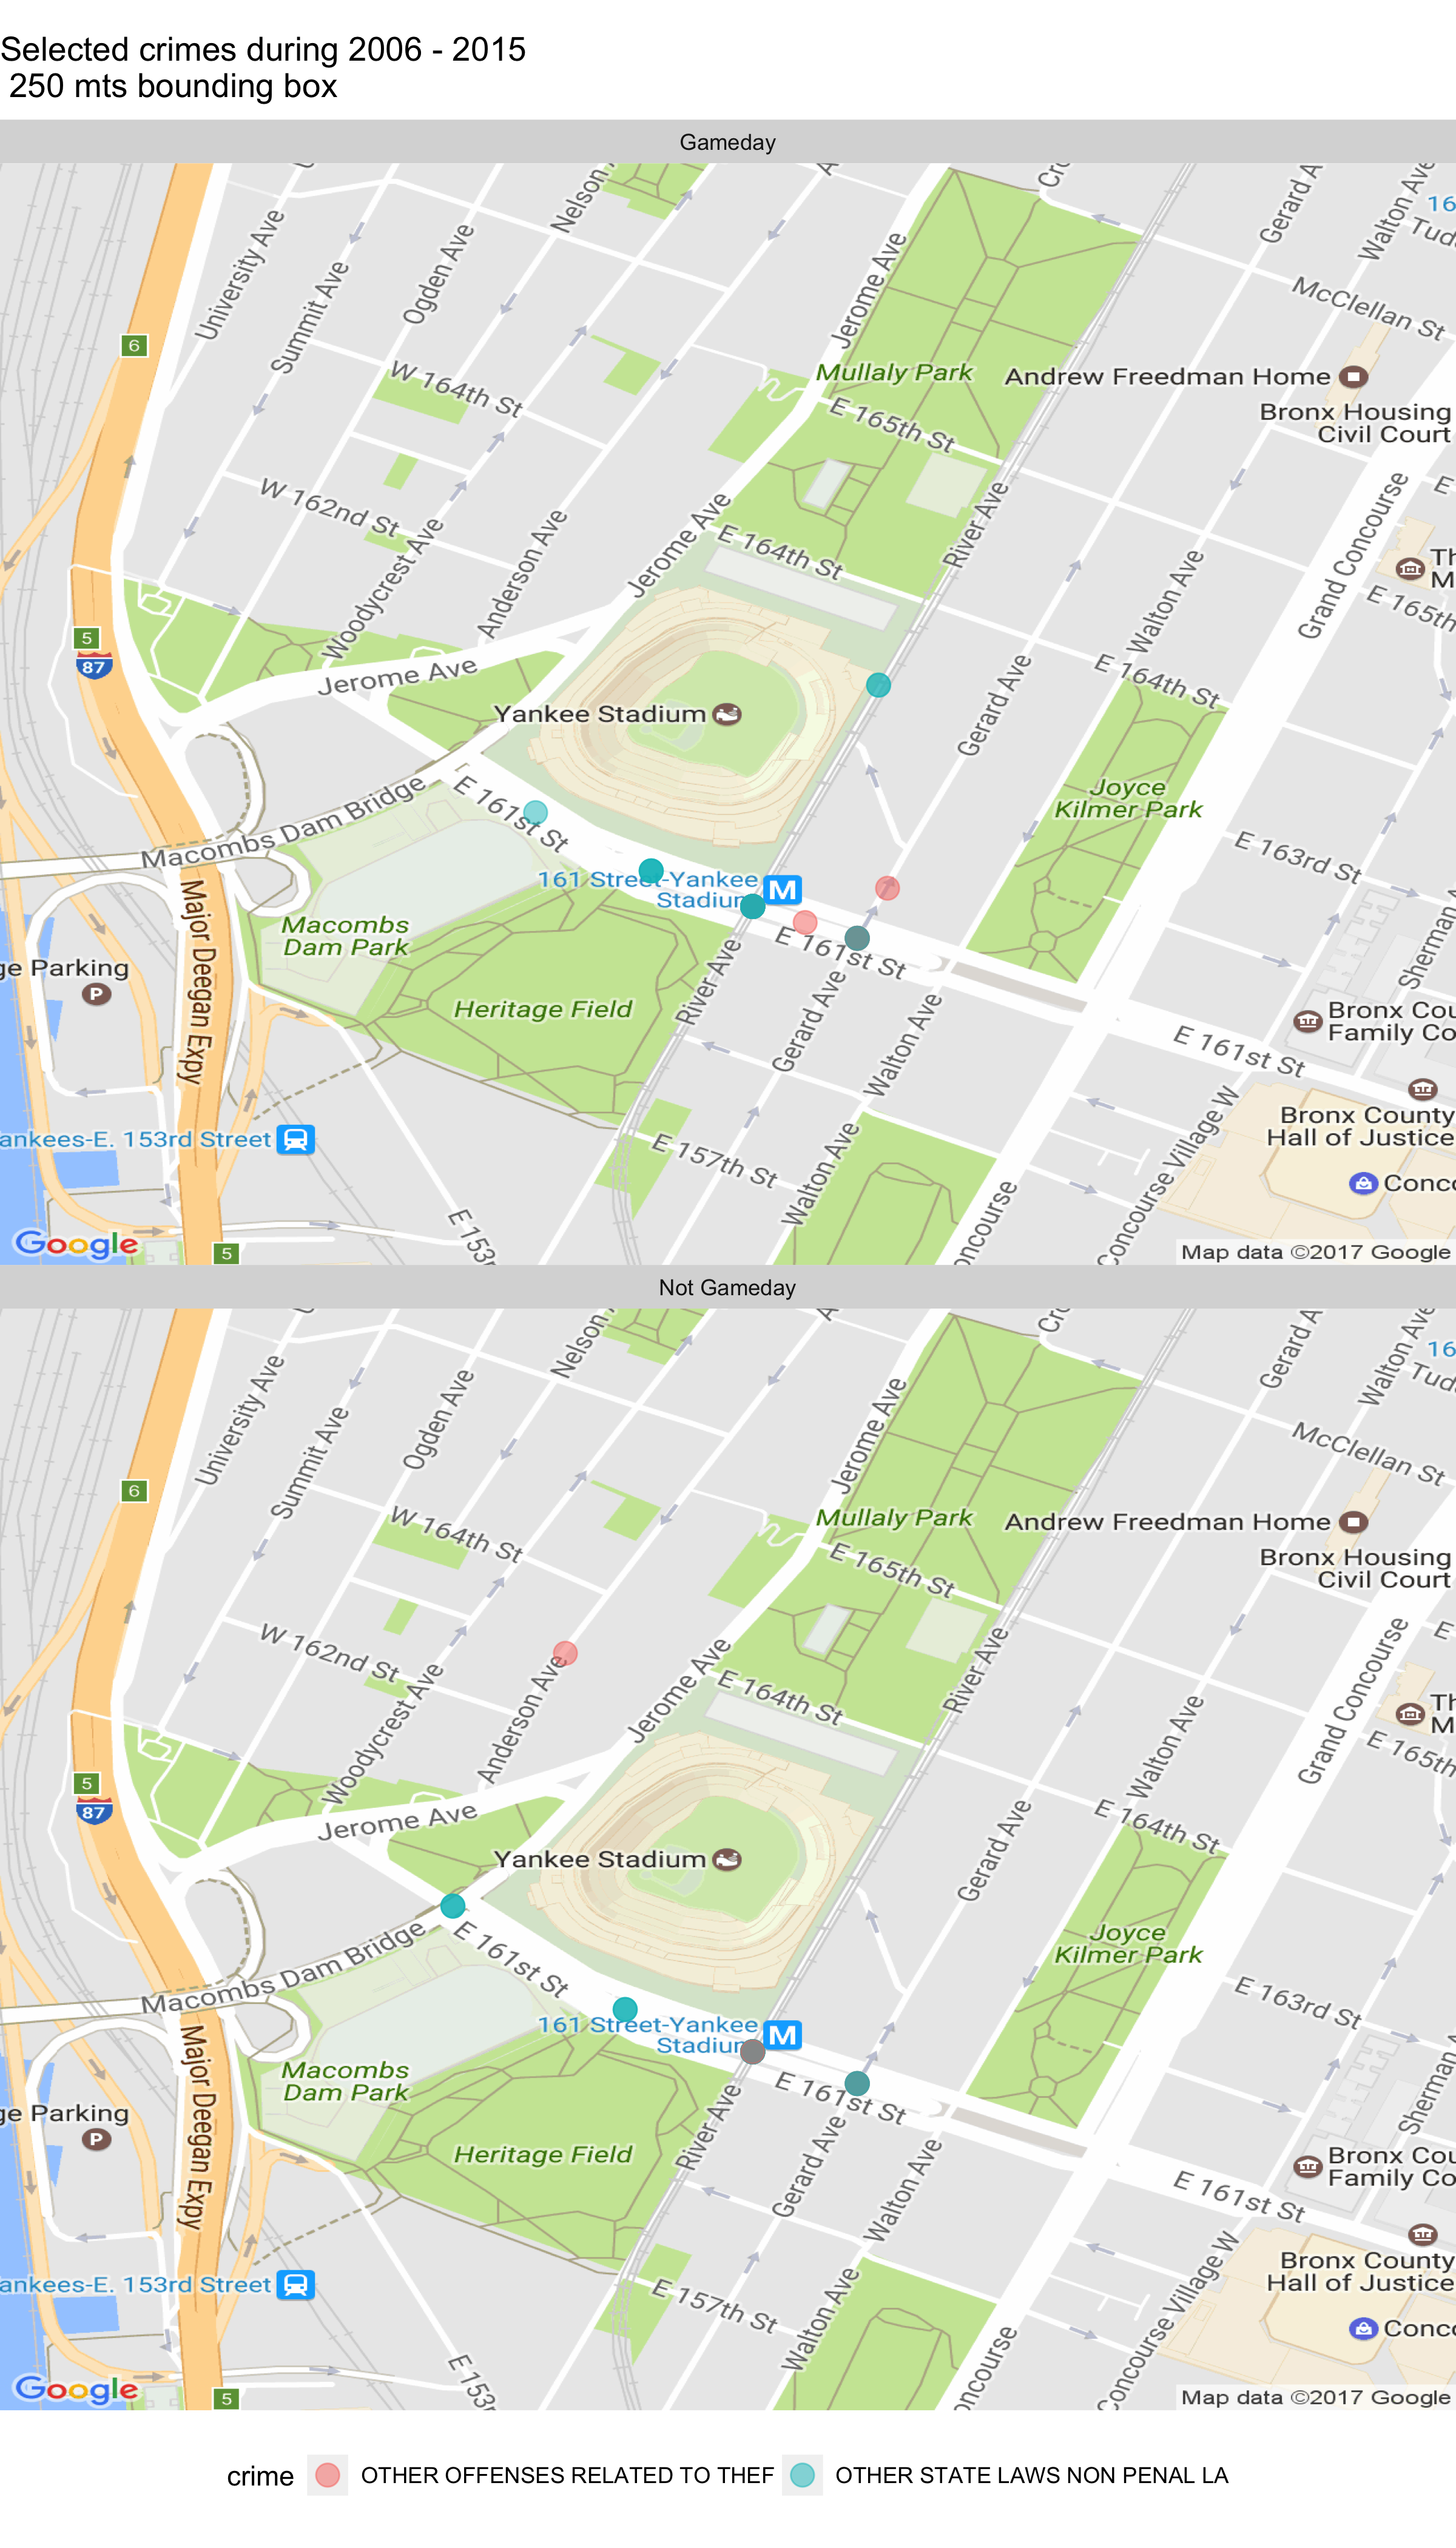 Selected crimes during 2006 - 2015
250 mts bounding box
Gameday
Nelson
Gerard A
Walton Ave
16
Tud
University Ave
Summit Ave
Ogden Ave
Jerome Ave
McClellan St
6
W 164th St
Mullaly Park
Andrew Freedman Home
E 165th St
Bronx Housing
Civil Court
W 162nd St
Woodycrest Ave
Anderson Ave
Jerome Ave
E 164th St
River Ave
Grand Concourse
E
Th
M
E 165th
5
87
Jerome Ave
Walton Ave
E 164th St
Gerard Ave
Yankee Stadium
Joyce
Kilmer Park
E 161st St
Macombs Dam Bridge
E 163rd St
161 Street-Yankee
Stadium
M
Major Deegan Expy
Macombs
Dam Park
E 161st St
ge Parking
P
Heritage Field
River Ave
Gerard Ave
Walton Ave
Sherman
Bronx Cou
Family Co
E 161st St
ankees-E. 153rd Street
E 157th St
Walton Ave
Concourse Village W
Bronx County
Hall of Justice
Conc
E 153r
oncourse
Google
5
Map data ©2017 Google
Not Gameday
Nelson
Gerard A
Walton Ave
16
Tud
University Ave
Summit Ave
Ogden Ave
Jerome Ave
McClellan St
6
W 164th St
Mullaly Park
Andrew Freedman Home
E 165th St
Bronx Housing
Civil Court
W 162nd St
Woodycrest Ave
Anderson Ave
Jerome Ave
E 164th St
River Ave
Grand Concourse
E
Th
M
E 165th
5
87
Jerome Ave
Walton Ave
E 164th St
Gerard Ave
Yankee Stadium
Joyce
Kilmer Park
E 161st St
Macombs Dam Bridge
E 163rd St
161 Street-Yankee
Stadium
M
Major Deegan Expy
Macombs
Dam Park
E 161st St
ge Parking
P
Heritage Field
River Ave
Gerard Ave
Walton Ave
Sherman
Bronx Cou
Family Co
E 161st St
ankees-E. 153rd Street
E 157th St
Walton Ave
Concourse Village W
Bronx County
Hall of Justice
Conc
E 153r
oncourse
Google
5
Map data ©2017 Google
crime OTHER OFFENSES RELATED TO THEF OTHER STATE LAWS NON PENAL LA